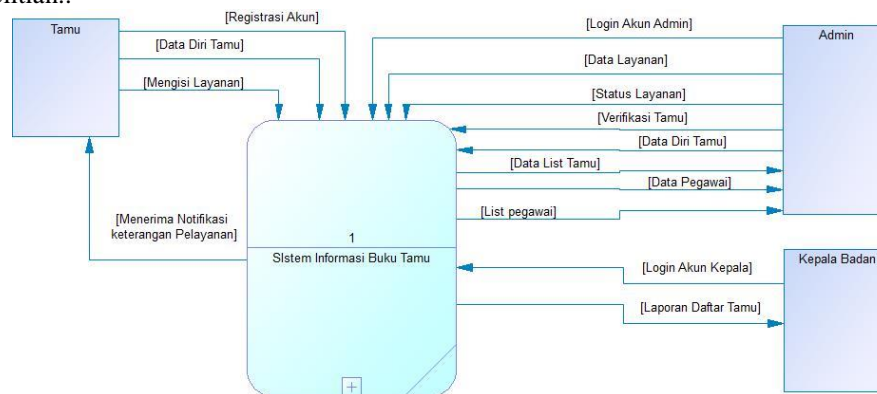 Tamu
[Registrasi Akun]
[Data Diri Tamu]
[Mengisi Layanan]
[Login Akun Admin]
[Data Layanan]
[Status Layanan]
[Verifikasi Tamu]
[Data Diri Tamu]
[Data List Tamu]
[Data Pegawai]
[List pegawai]
Admin
[Menerima Notifikasi
keterangan Pelayanan]
1
SIstem Informasi Buku Tamu
[Login Akun Kepala]
[Laporan Daftar Tamu]
Kepala Badan